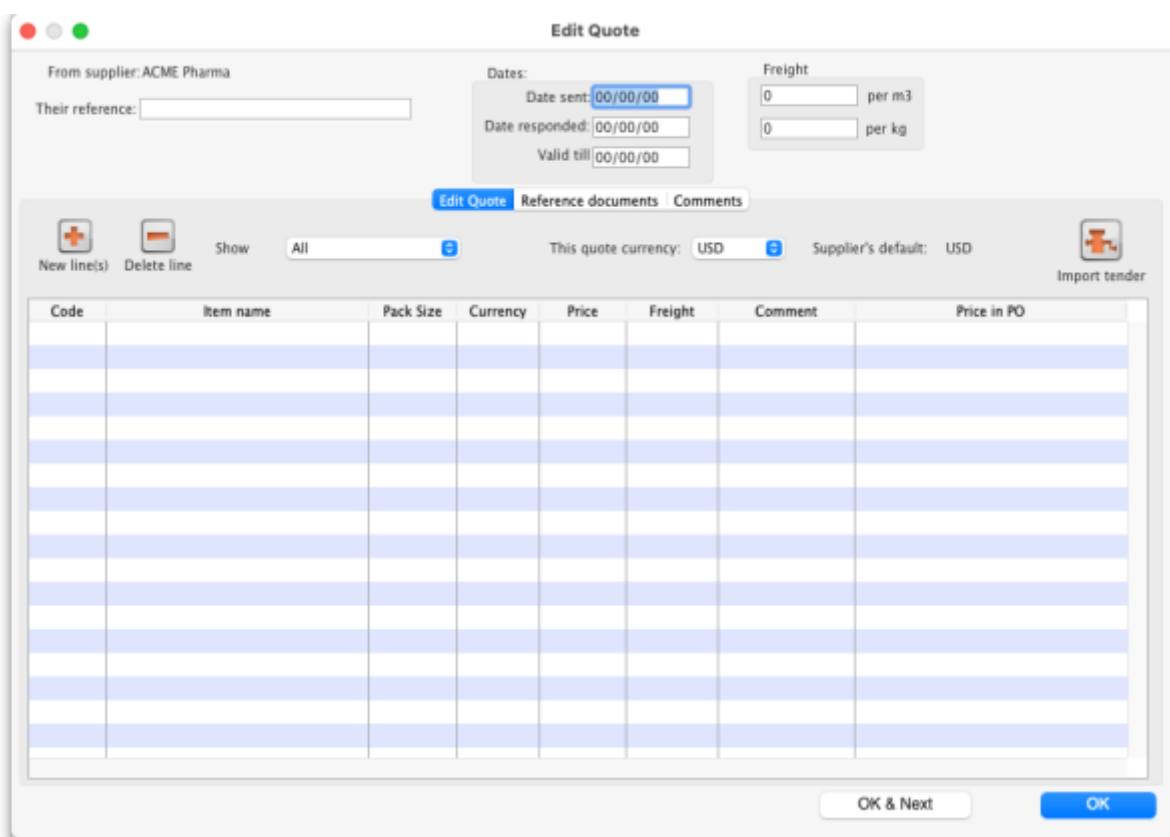 Edit Quote
From supplier: ACME Pharma
Their reference:
Dates:
Date sent: 00/00/00
Date responded: 00/00/00
Valid till 00/00/00
Freight
0 per m3
0 per kg
Edit Quote Reference documents Comments
New line(s) Delete line Show All This quote currency: USD Supplier's default: USD Import tender
Code Item name Pack Size Currency Price Freight Comment Price in PO
OK & Next OK